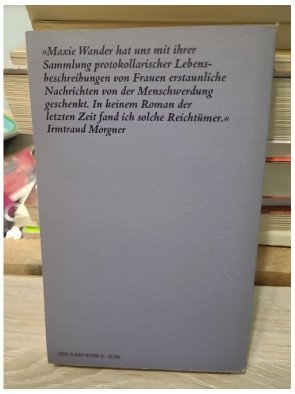 »Maxie Wander hat uns mit ihrer
Sammlung protokollarischer Lebens-
beschreibungen von Frauen erstaunliche
Nachrichten von der Menschwerdung
geschenkt. In keinem Roman der
letzten Zeit fand ich solche Reichtümer.«
Irmtraud Morgner
ISBN